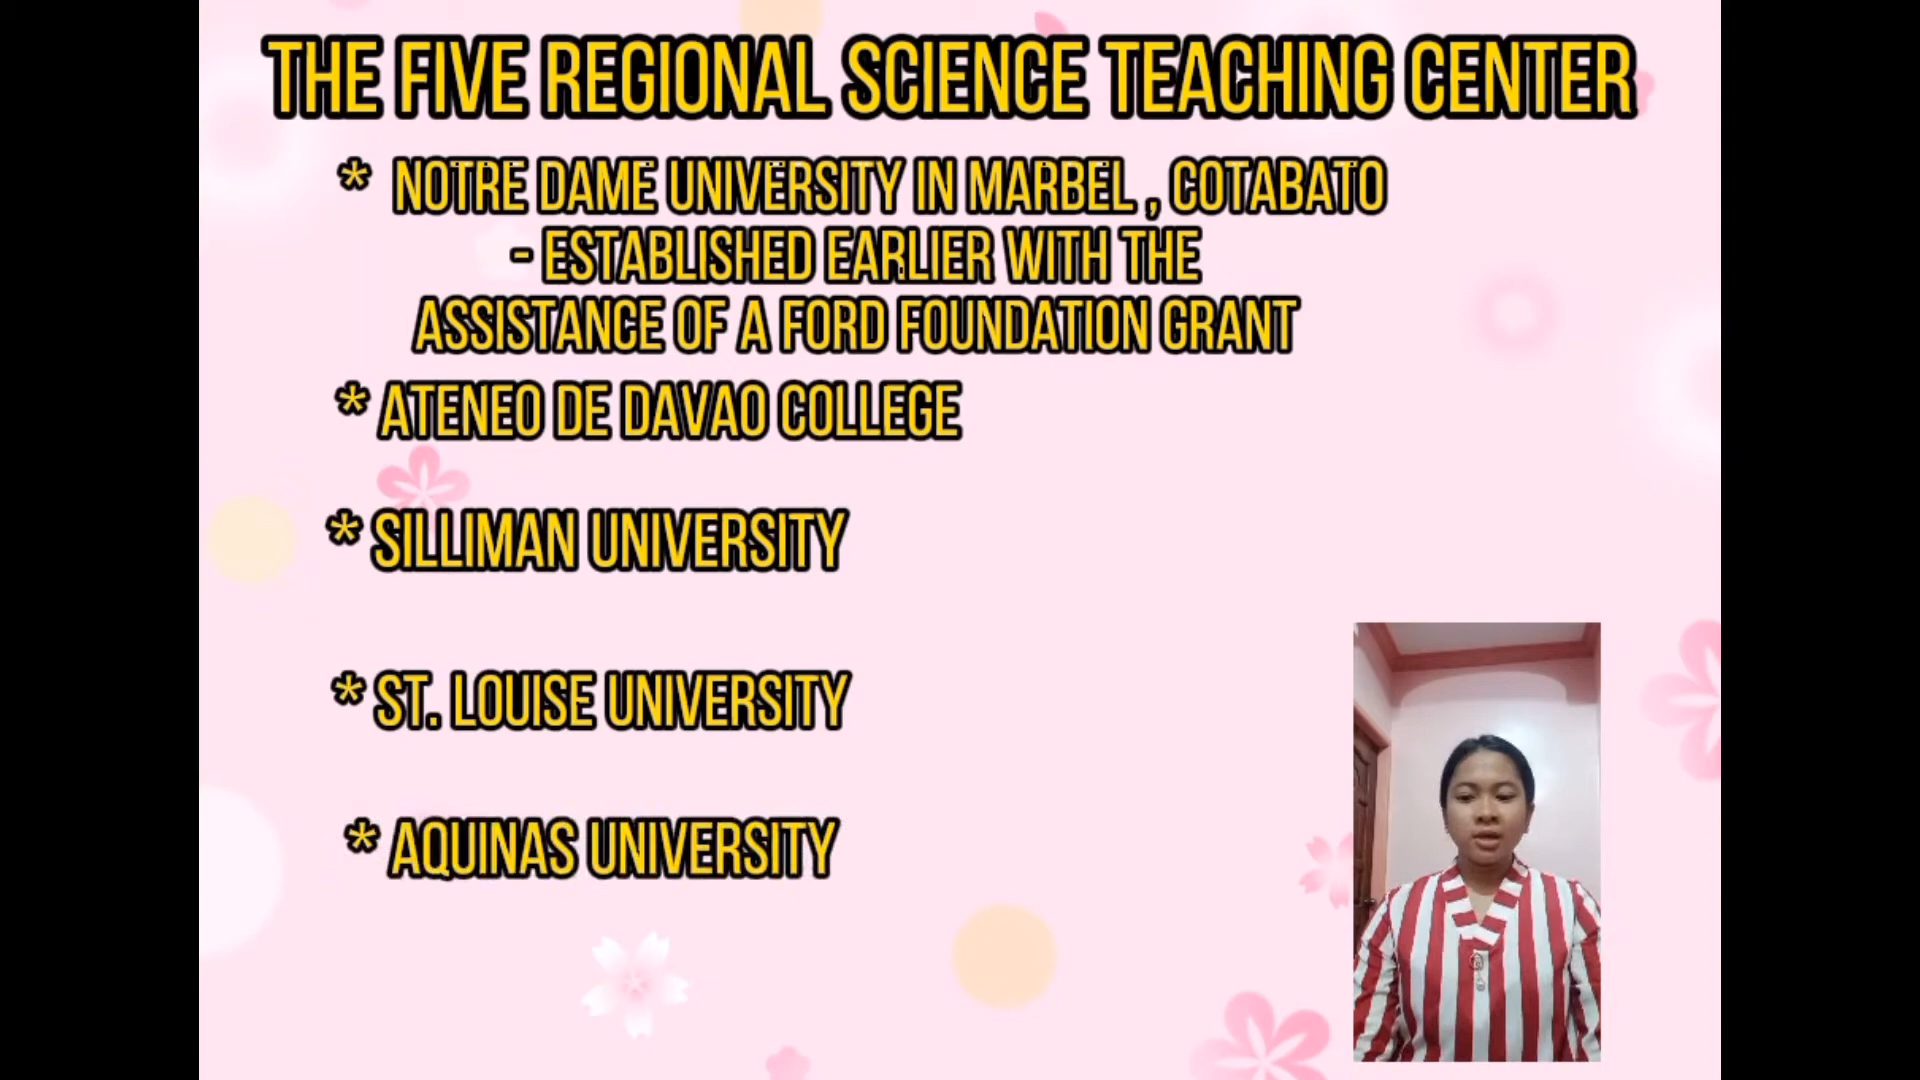 THE FIVE REGIONAL SCIENCE TEACHING CENTER
* NOTRE DAME UNIVERSITY IN MARBEL , COTABATO
- ESTABLISHED EARLIER WITH THE
ASSISTANCE OF A FORD FOUNDATION GRANT
* ATENEO DE DAVAO COLLEGE
* SILLIMAN UNIVERSITY
* ST. LOUISE UNIVERSITY
* AQUINAS UNIVERSITY